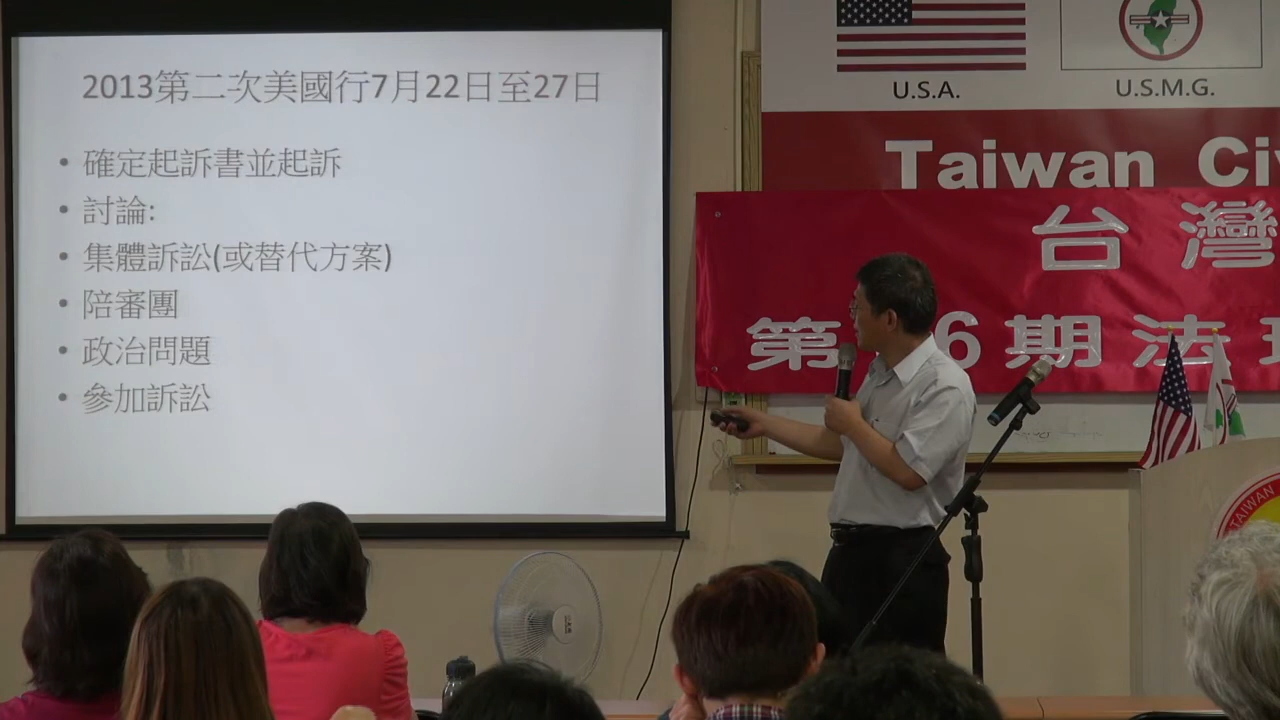 2013第二次美國行7月22日至27日
• 確定起訴書並起訴
• 討論:
• 集體訴訟(或替代方案)
• 陪審團
• 政治問題
• 參加訴訟
U.S.A.
U.S.M.G.
Taiwan Civ
台灣
第 6期法
TAIWAN